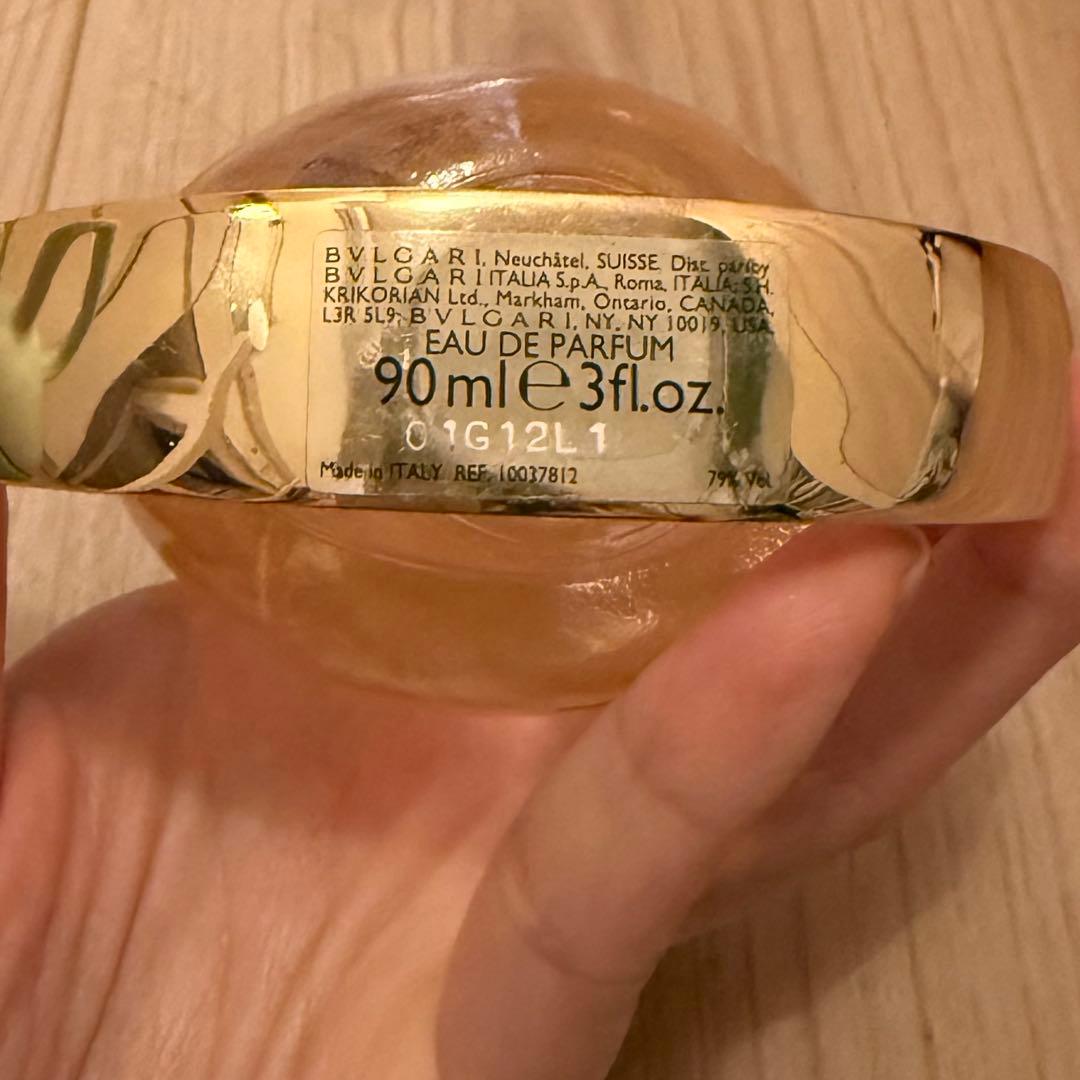 BVLGARI, Neuchâtel, SUISSE Dist. par/by
BVLGARI ITALIA S.p.A., Roma, ITALIA; S.H.
KRIKORIAN Ltd., Markham, Ontario, CANADA,
L3R 5L9; BVLGARI, NY, NY 10019, USA
EAU DE PARFUM
90 ml e 3fl.oz.
01G12L1
Made in ITALY REF. 10037812 79% Vol